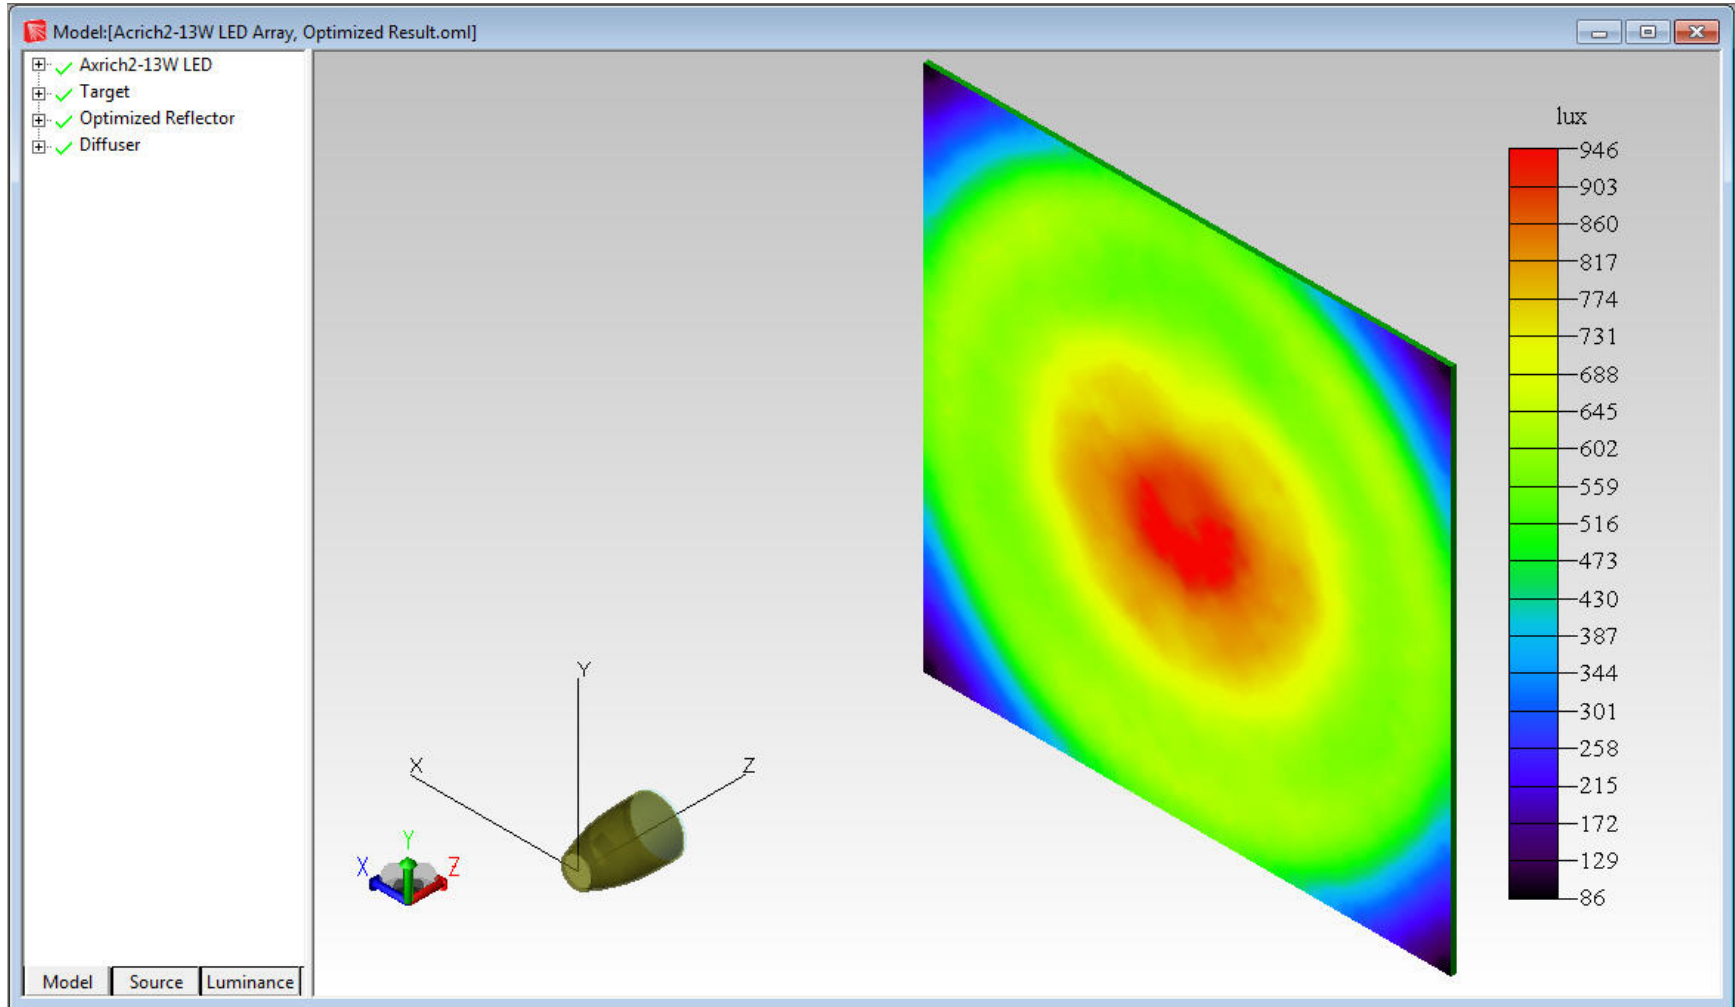 Model:[Acrich2-13W LED Array, Optimized Result.oml]
Axrich2-13W LED
Target
Optimized Reflector
Diffuser
lux
946
903
860
817
774
731
688
645
602
559
516
473
430
387
344
301
258
215
172
129
86
Y
X
Z
Y
X
Z
Model
Source
Luminance